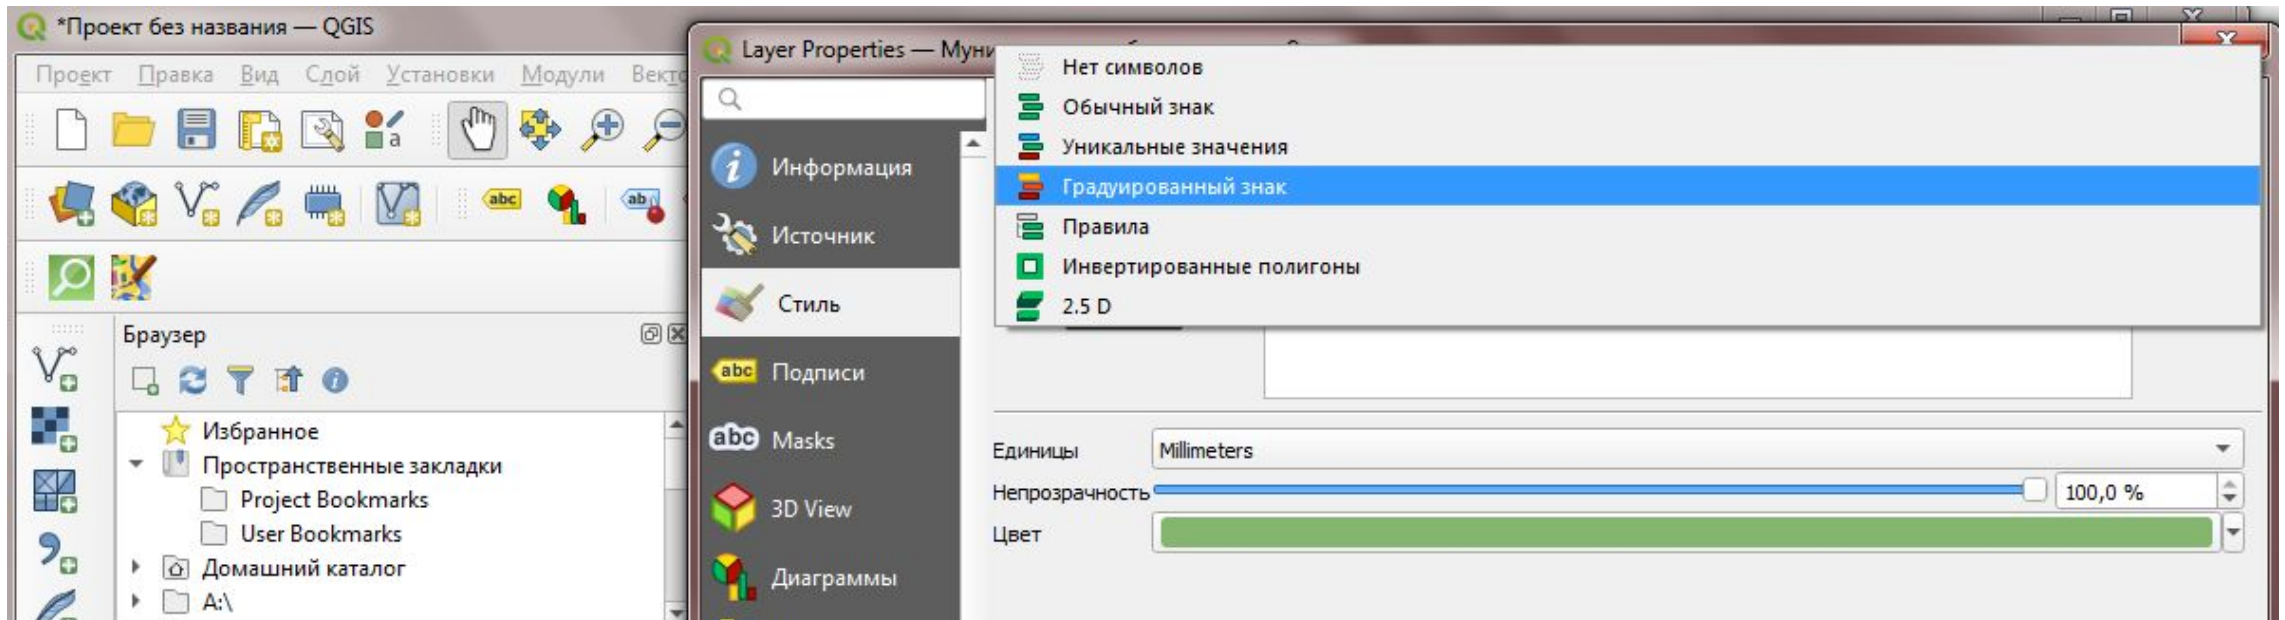 *Проект без названия — QGIS
Проект Правка Вид Слой Установки Модули Векто
Браузер
Избранное
Пространственные закладки
Project Bookmarks
User Bookmarks
Домашний каталог
A:\
Layer Properties — Муни
Информация
Источник
Стиль
abc Подписи
abc Masks
3D View
Диаграммы
Нет символов
Обычный знак
Уникальные значения
Градуированный знак
Правила
Инвертированные полигоны
2.5 D
Единицы Millimeters
Непрозрачность 100,0 %
Цвет